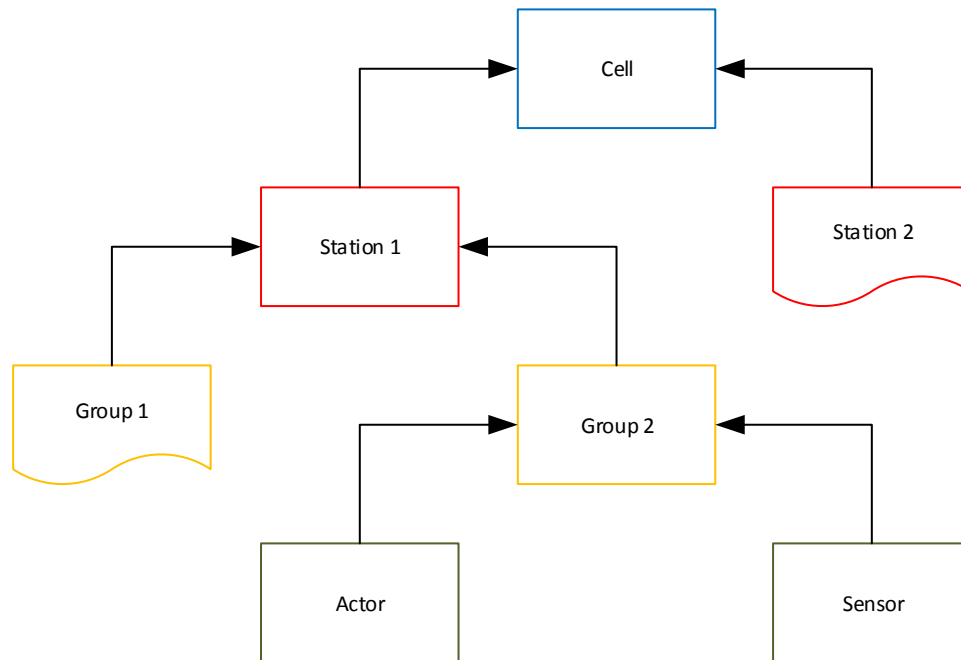 Cell
Station 1
Station 2
Group 1
Group 2
Actor
Sensor